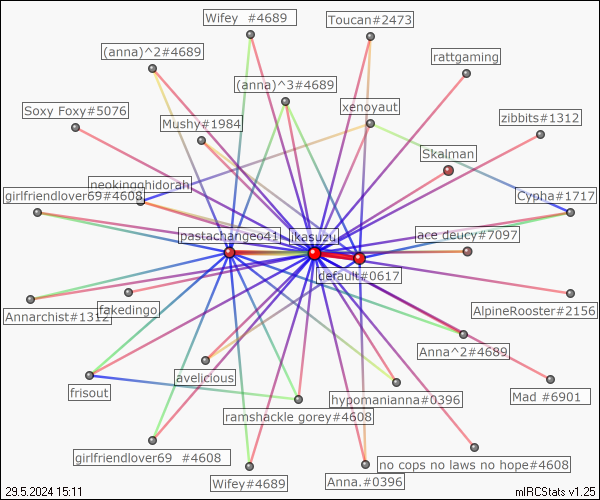 Wifey #4689
Toucan#2473
(anna)^2#4689
rattgaming
(anna)^3#4689
xenoyaut
Soxy Foxy#5076
Mushy#1984
zibbits#1312
Skalman
neokingghidorah
girlfriendlover69#4608
Cypha#1717
pastachangeo41
ikasuzu
ace deucy#7097
default#0617
Annarchist#1312
fakedingo
AlpineRooster#2156
Anna^2#4689
frisout
avelicious
hypomanianna#0396
Mad #6901
ramshackle gorey#4608
girlfriendlover69 #4608
no cops no laws no hope#4608
Wifey#4689
Anna.#0396
29.5.2024 15:11
mIRCStats v1.25